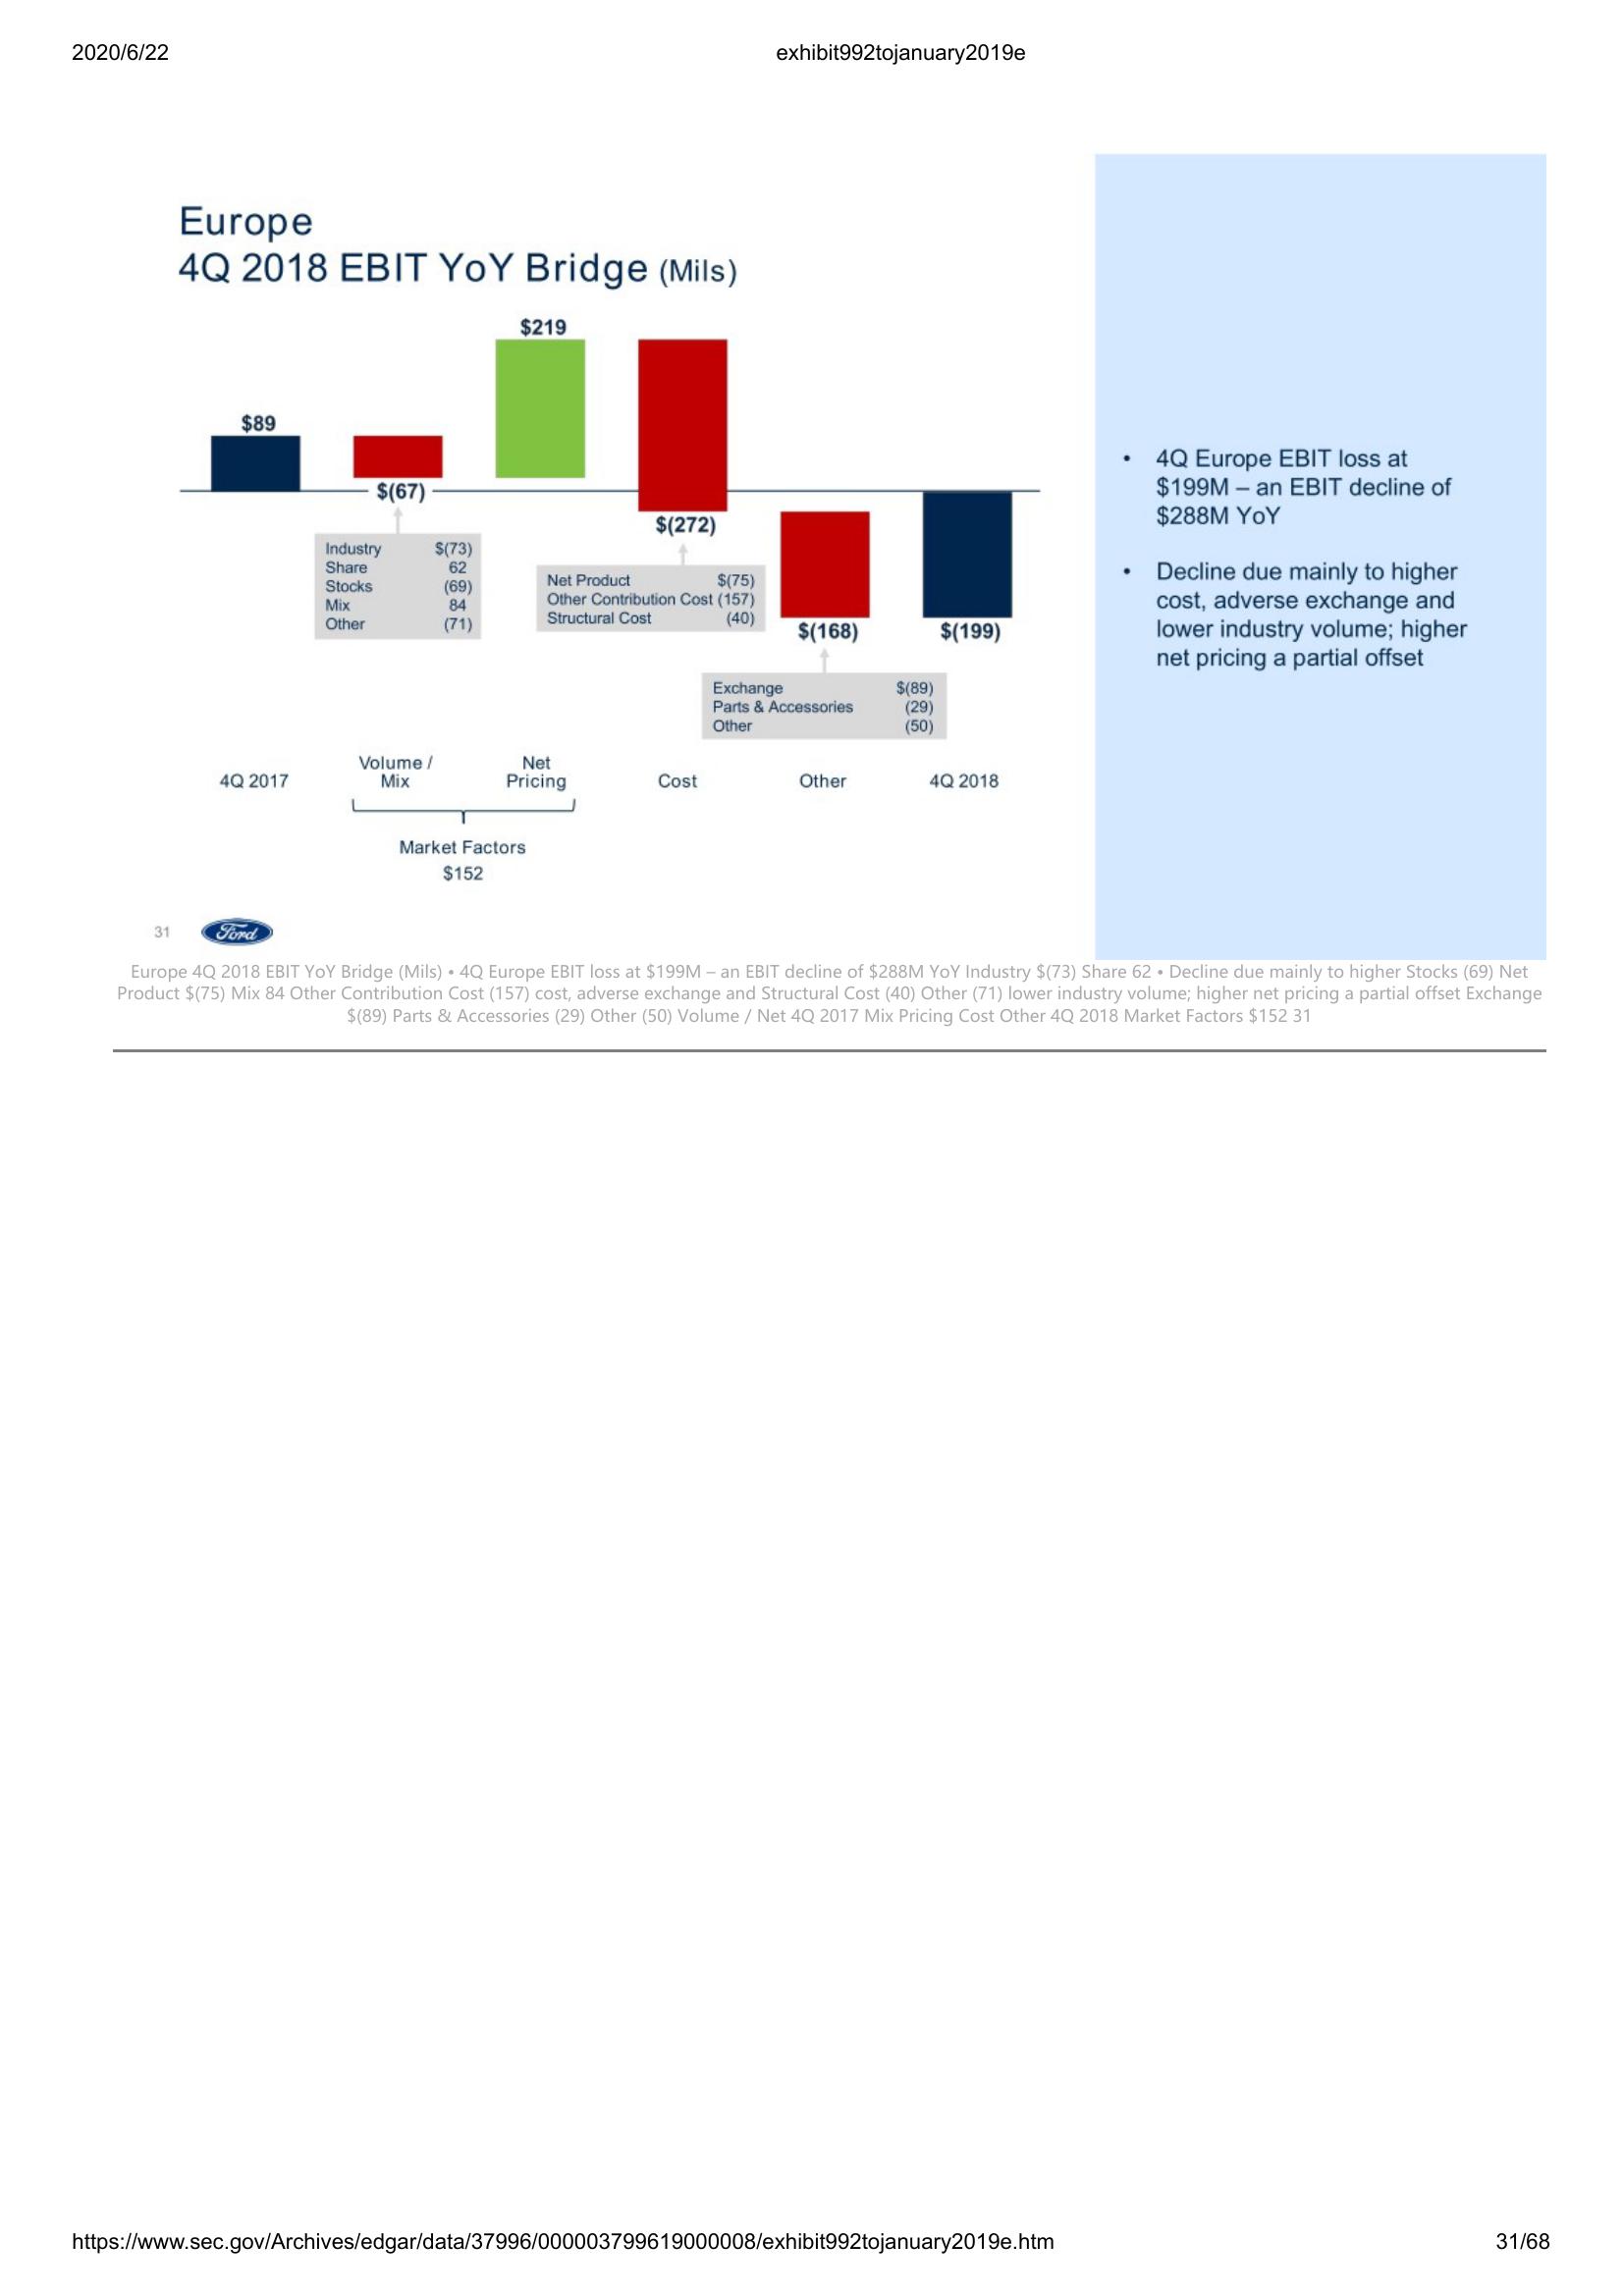 2020/6/22
exhibit992tojanuary2019e
Europe
4Q 2018 EBIT YoY Bridge (Mils)
$219
$89
$(67)
$(272)
$(168)
$(199)
Industry $(73)
Share 62
Stocks (69)
Mix 84
Other (71)
Net Product $(75)
Other Contribution Cost (157)
Structural Cost (40)
Exchange $(89)
Parts & Accessories (29)
Other (50)
4Q 2017
Volume /
Mix
Net
Pricing
Cost
Other
4Q 2018
Market Factors
$152
• 4Q Europe EBIT loss at
$199M – an EBIT decline of
$288M YoY
• Decline due mainly to higher
cost, adverse exchange and
lower industry volume; higher
net pricing a partial offset
31
Ford
Europe 4Q 2018 EBIT YoY Bridge (Mils) • 4Q Europe EBIT loss at $199M – an EBIT decline of $288M YoY Industry $(73) Share 62 • Decline due mainly to higher Stocks (69) Net
Product $(75) Mix 84 Other Contribution Cost (157) cost, adverse exchange and Structural Cost (40) Other (71) lower industry volume; higher net pricing a partial offset Exchange
$(89) Parts & Accessories (29) Other (50) Volume / Net 4Q 2017 Mix Pricing Cost Other 4Q 2018 Market Factors $152 31
https://www.sec.gov/Archives/edgar/data/37996/000003799619000008/exhibit992tojanuary2019e.htm
31/68